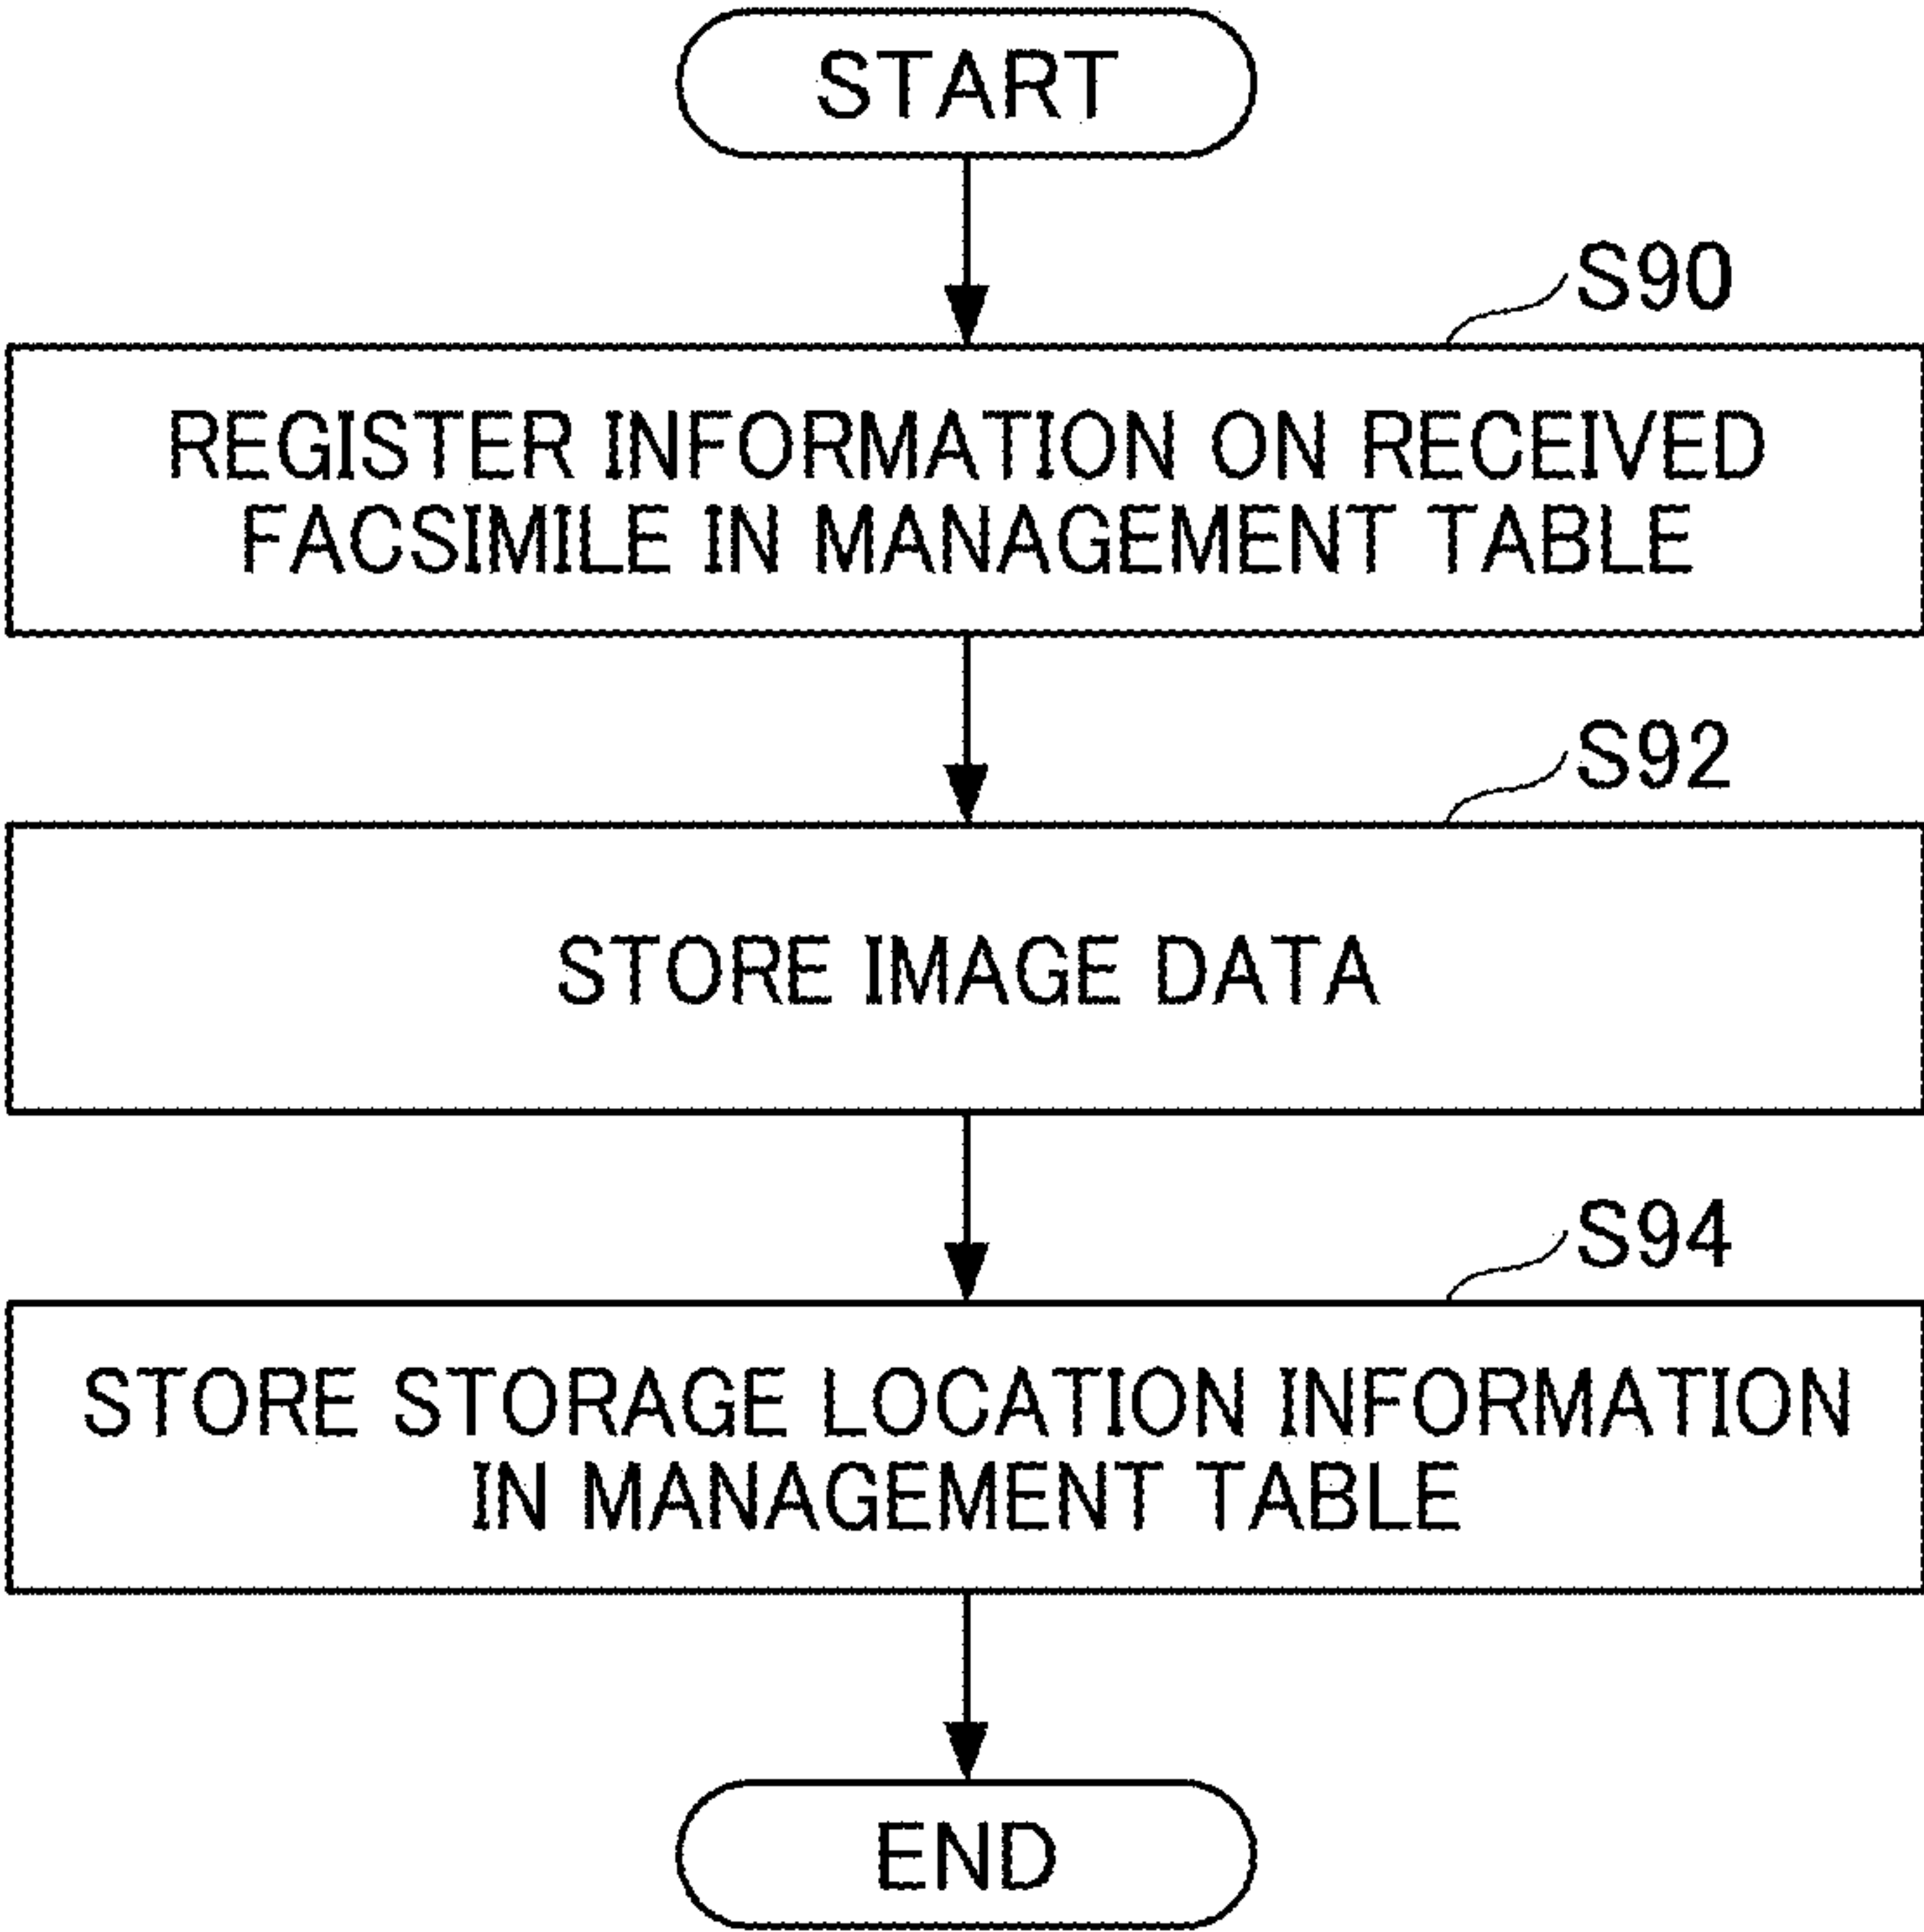 START
S90
REGISTER INFORMATION ON RECEIVED
FACSIMILE IN MANAGEMENT TABLE
S92
STORE IMAGE DATA
S94
STORE STORAGE LOCATION INFORMATION
IN MANAGEMENT TABLE
END